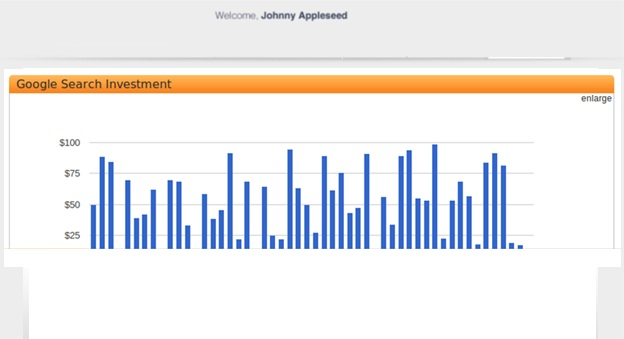 Welcome, Johnny Appleseed
Google Search Investment
enlarge
$100
$75
$50
$25